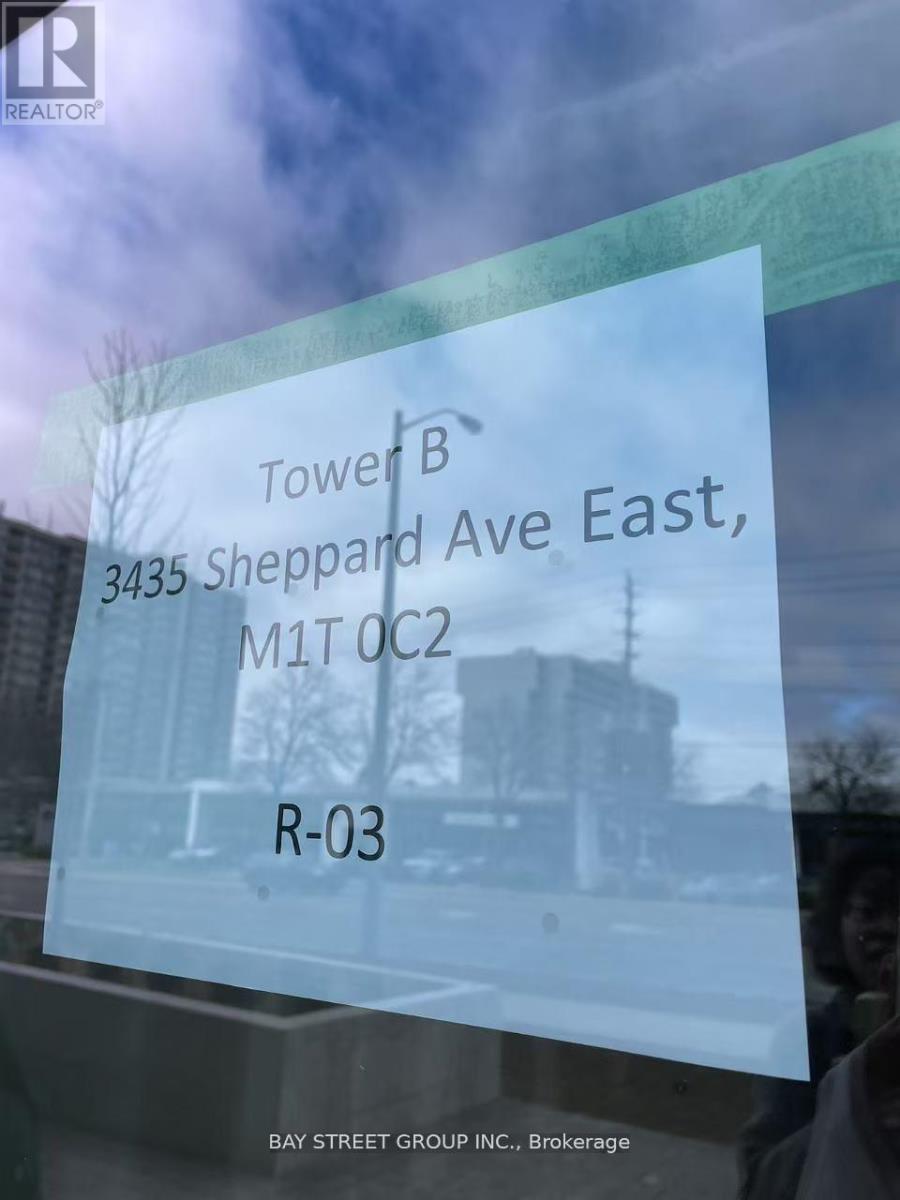 REALTOR®
Tower B
3435 Sheppard Ave East,
M1T 0C2
R-03
BAY STREET GROUP INC., Brokerage